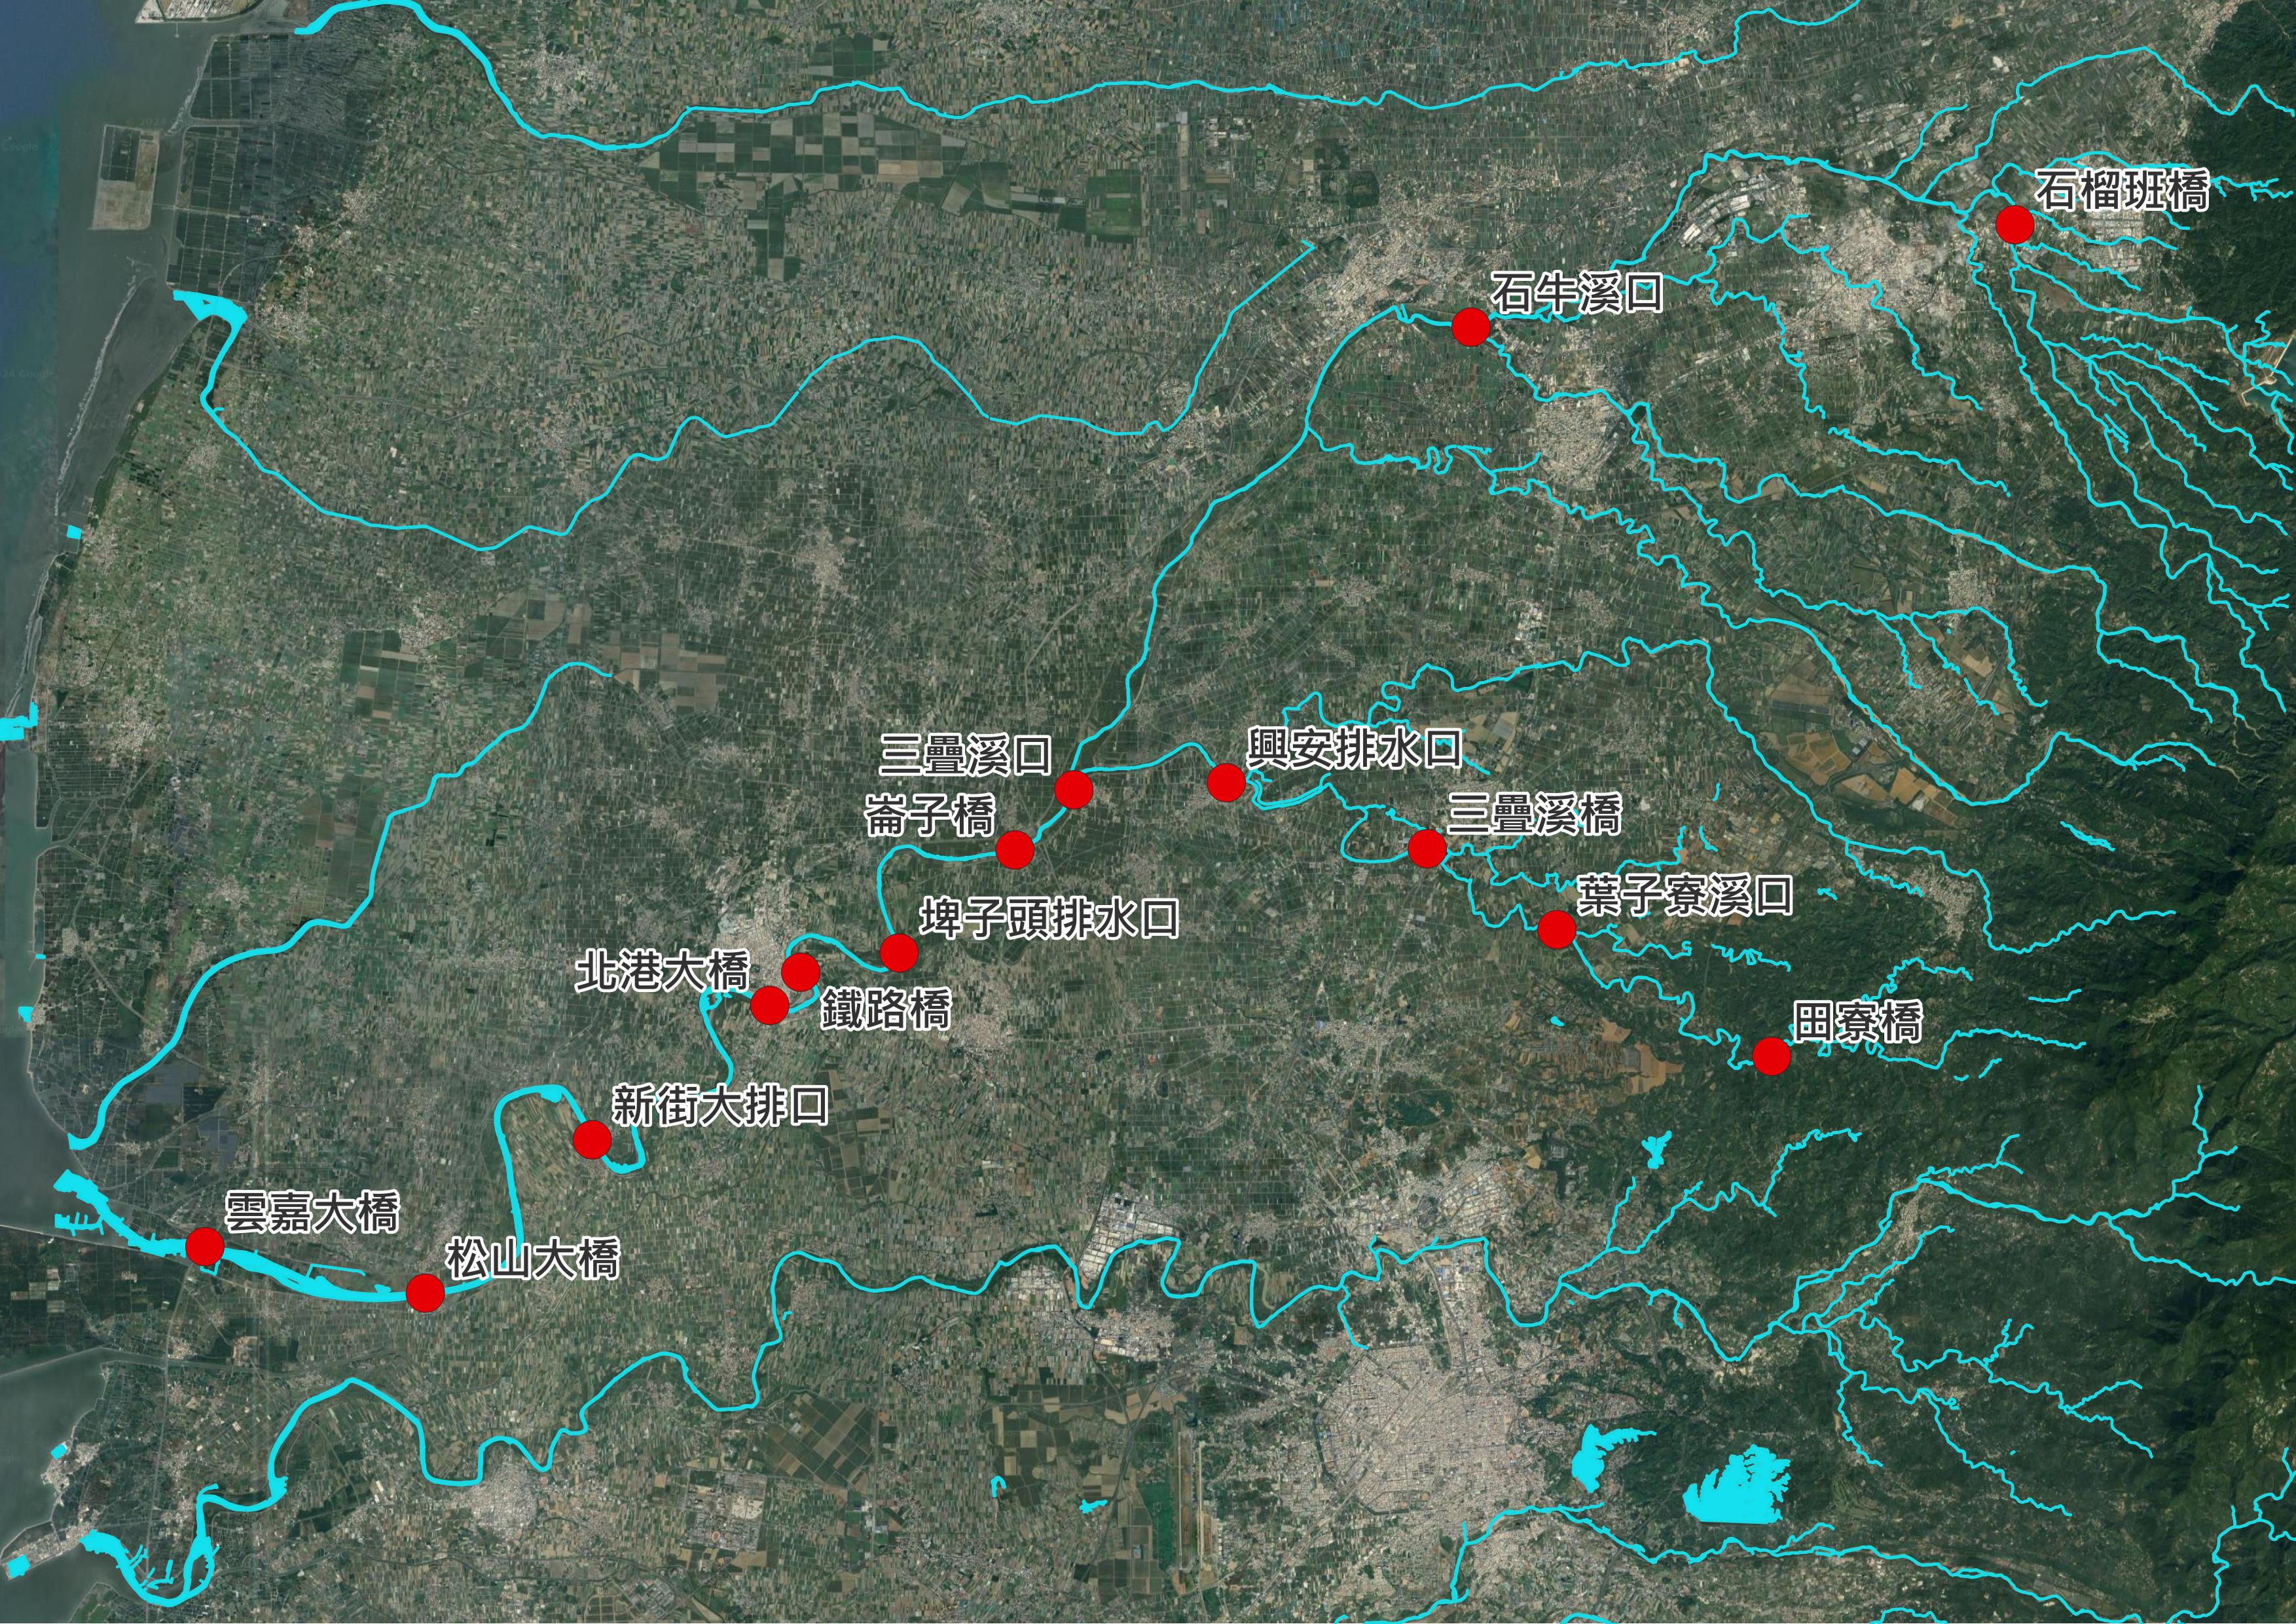 石榴班橋
石牛溪口
三疊溪口
興安排水口
崙子橋
三疊溪橋
葉子寮溪口
埤子頭排水口
北港大橋
鐵路橋
田寮橋
新街大排口
雲嘉大橋
松山大橋
Google